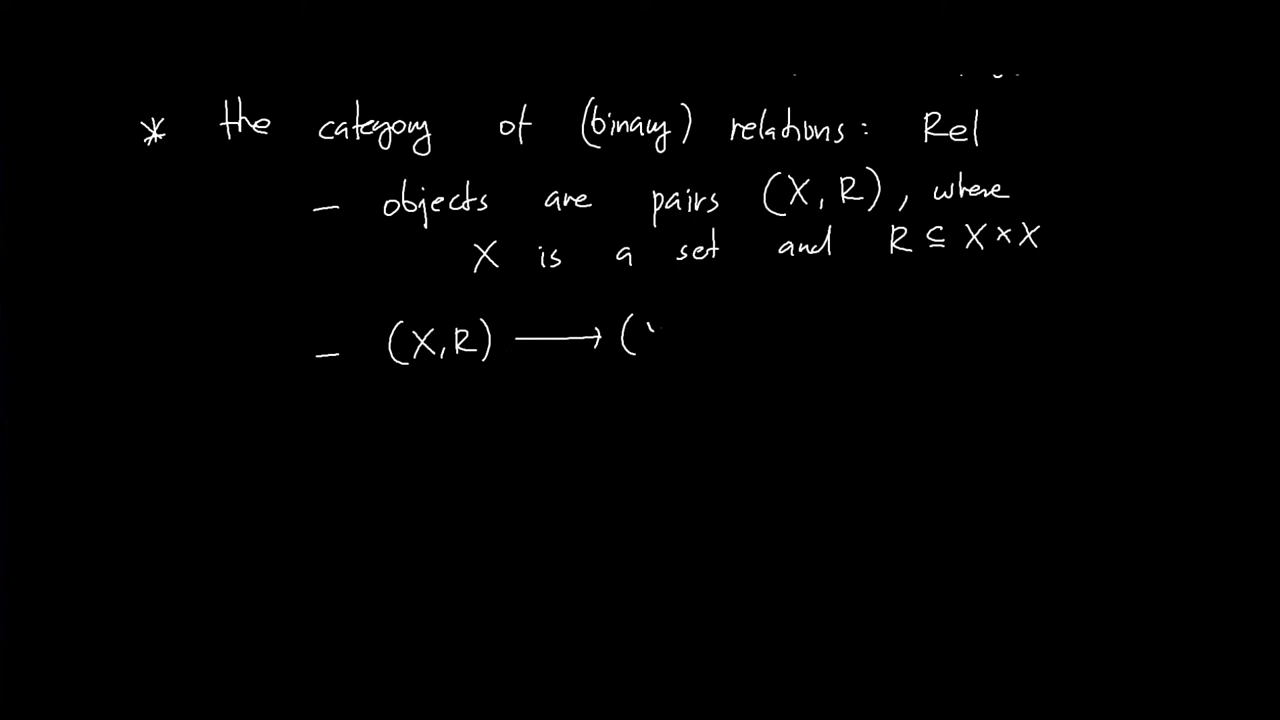 * the category of (binary) relations: Rel
– objects are pairs (X, R), where
X is a set and R ⊆ X × X
– (X, R) ⟶ (